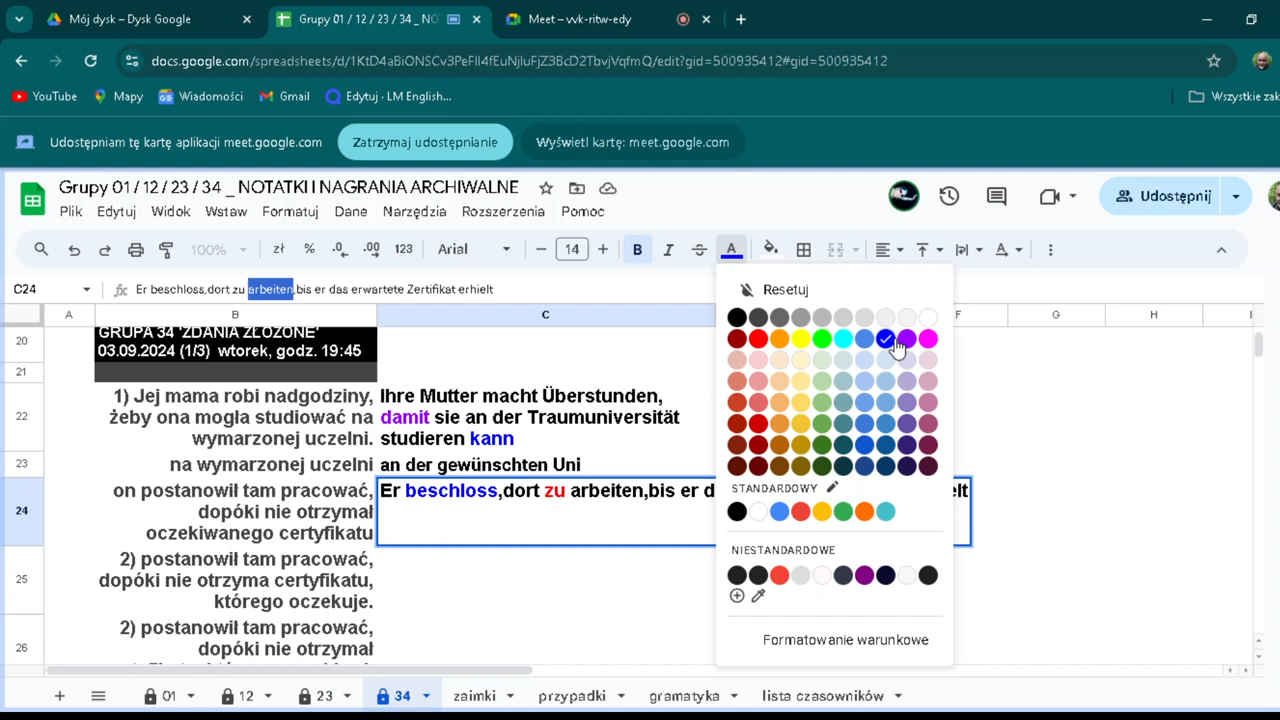 Mój dysk – Dysk Google
Grupy 01 / 12 / 23 / 34 _ NO
Meet – vvk-ritw-edy
docs.google.com/spreadsheets/d/1KtD4aBiONSCv3PeFlI4fEuNjluFjZ3BcD2TbvjVqfmQ/edit?gid=500935412#gid=500935412
YouTube
Mapy
Wiadomości
Gmail
Edytuj · LM English...
Wszystkie zak
Udostępniam tę kartę aplikacji meet.google.com
Zatrzymaj udostępnianie
Wyświetl kartę: meet.google.com
Grupy 01 / 12 / 23 / 34 _ NOTATKI I NAGRANIA ARCHIWALNE
Udostępnij
Plik Edytuj Widok Wstaw Formatuj Dane Narzędzia Rozszerzenia Pomoc
100% zł % .0 .00 123 Arial 14 B I S A
C24
fx Er beschloss,dort zu arbeiten,bis er das erwartete Zertifikat erhielt
Resetuj
A B C F G H I
20 GRUPA 34 'ZDANIA ZŁOŻONE'
03.09.2024 (1/3) wtorek, godz. 19:45
21
22
1) Jej mama robi nadgodziny,
żeby ona mogła studiować na
wymarzonej uczelni.
Ihre Mutter macht Überstunden,
damit sie an der Traumuniversität
studieren kann
23 na wymarzonej uczelni an der gewünschten Uni
24
on postanowił tam pracować,
dopóki nie otrzymał
oczekiwanego certyfikatu
Er beschloss,dort zu arbeiten,bis er d
elt
25
2) postanowił tam pracować,
dopóki nie otrzyma certyfikatu,
którego oczekuje.
26
2) postanowił tam pracować,
dopóki nie otrzymał
STANDARDOWY
NIESTANDARDOWE
Formatowanie warunkowe
01 12 23 34 zaimki przypadki gramatyka lista czasowników